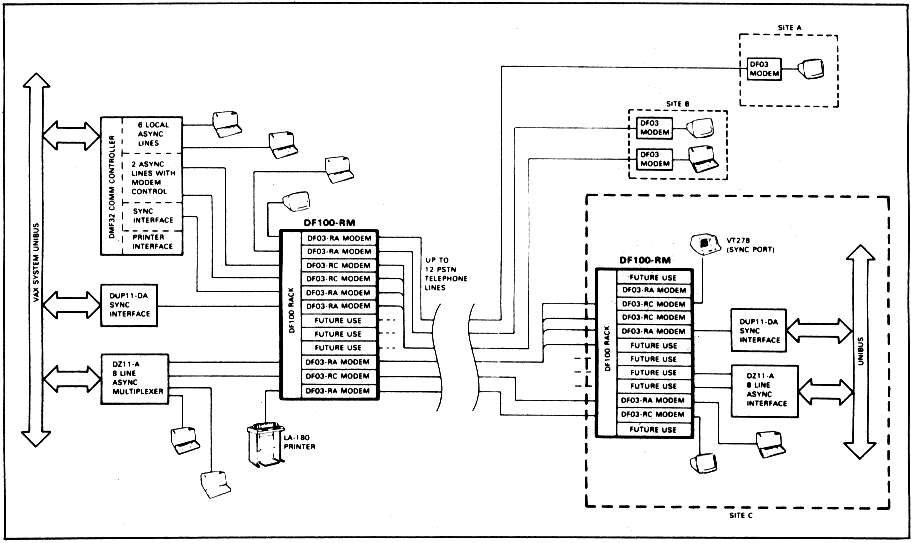 SITE A
DF03
MODEM
SITE B
DF03
MODEM
DF03
MODEM
VAX SYSTEM UNIBUS
DMF32 COMM CONTROLLER
6 LOCAL
ASYNC
LINES
2 ASYNC
LINES WITH
MODEM
CONTROL
SYNC
INTERFACE
PRINTER
INTERFACE
DUP11-DA
SYNC
INTERFACE
DZ11-A
8 LINE
ASYNC
MULTIPLEXER
DF100-RM
DF100 RACK
DF03-RA MODEM
DF03-RA MODEM
DF03-RC MODEM
DF03-RC MODEM
DF03-RA MODEM
DF03-RA MODEM
FUTURE USE
FUTURE USE
FUTURE USE
DF03-RA MODEM
DF03-RC MODEM
DF03-RA MODEM
LA-180
PRINTER
UP TO
12 PSTN
TELEPHONE
LINES
DF100-RM
DF100 RACK
FUTURE USE
DF03-RA MODEM
DF03-RC MODEM
DF03-RC MODEM
DF03-RA MODEM
FUTURE USE
FUTURE USE
FUTURE USE
FUTURE USE
DF03-RA MODEM
DF03-RC MODEM
FUTURE USE
VT278
(SYNC PORT)
DUP11-DA
SYNC
INTERFACE
DZ11-A
8 LINE
ASYNC
INTERFACE
UNIBUS
SITE C